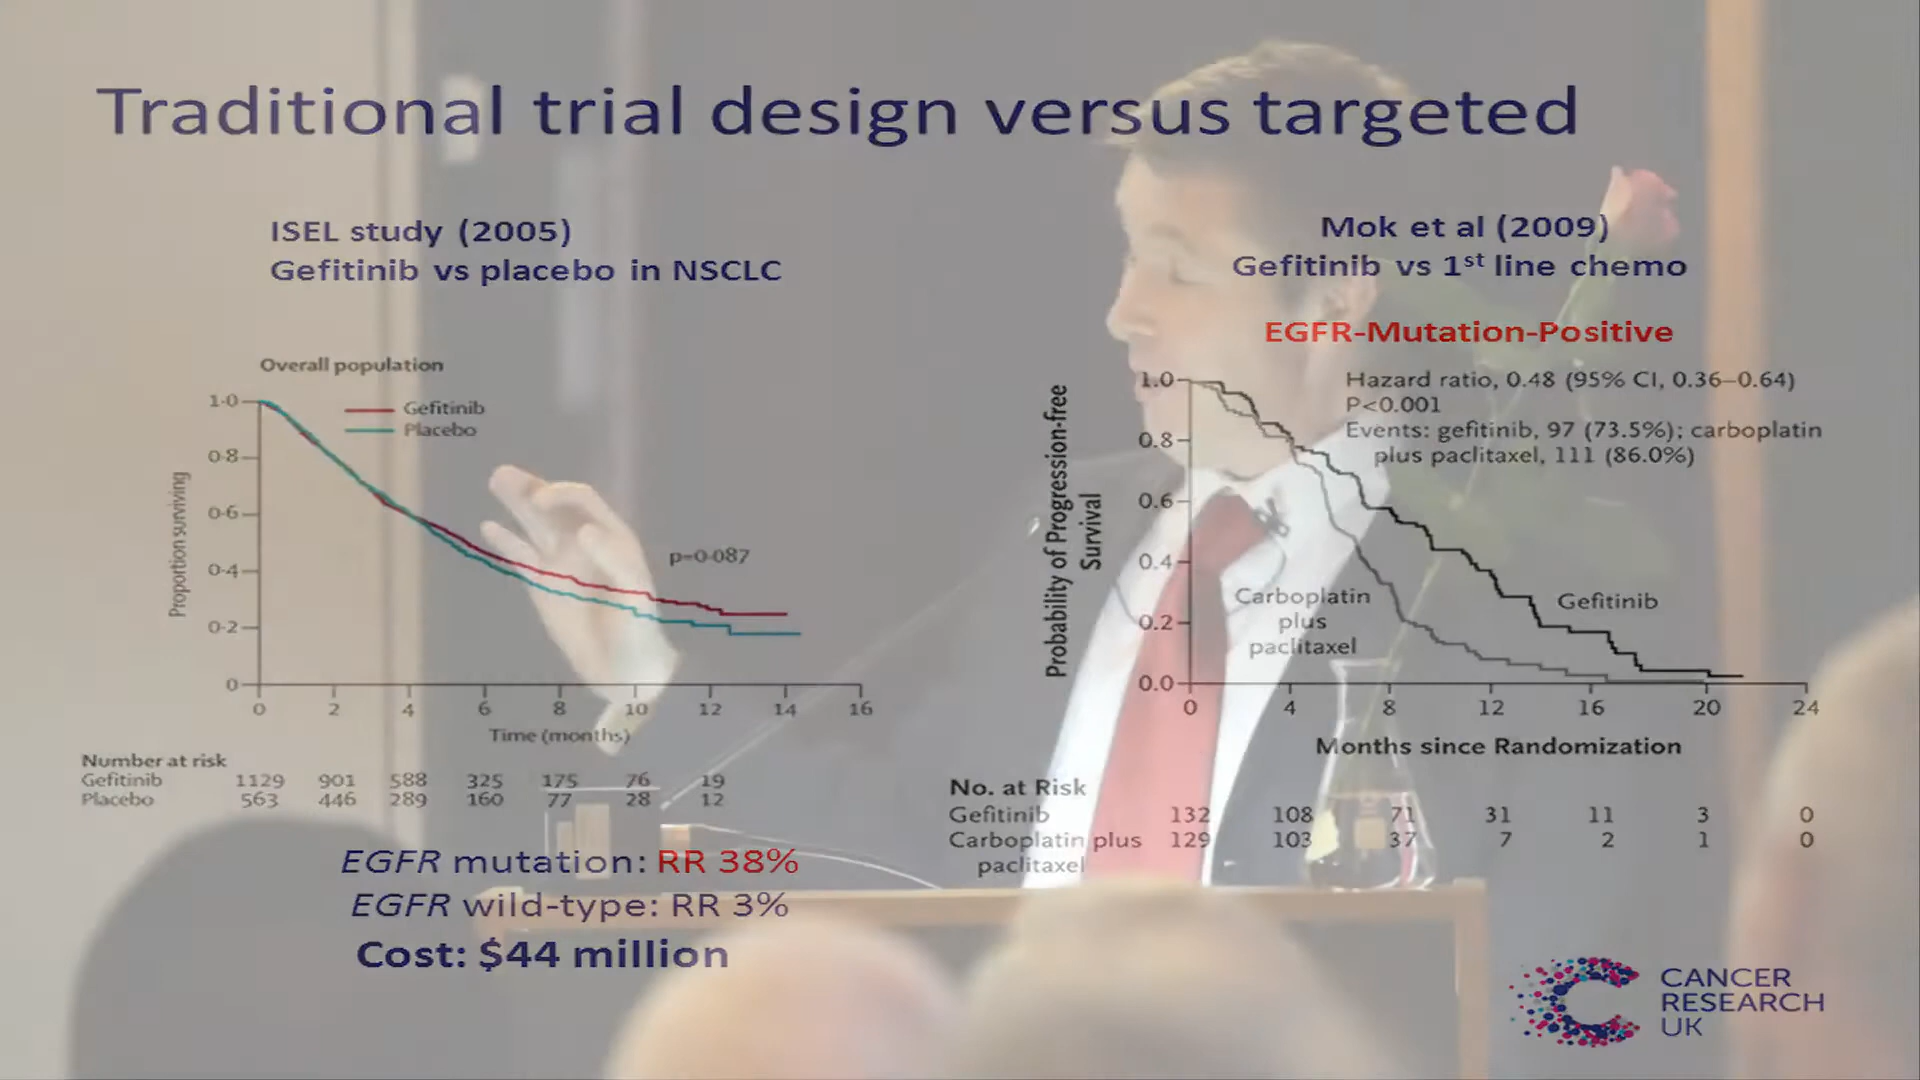 Traditional trial design versus targeted
ISEL study (2005)
Gefitinib vs placebo in NSCLC
Overall population
Gefitinib
Placebo
Proportion surviving
1·0
0·8
0·6
0·4
0·2
0
p=0·087
0 2 4 6 8 10 12 14 16
Time (months)
Number at risk
Gefitinib 1129 901 588 325 175 76 19
Placebo 563 446 289 160 77 28 12
EGFR mutation: RR 38%
EGFR wild-type: RR 3%
Cost: $44 million
Mok et al (2009)
Gefitinib vs 1st line chemo
EGFR-Mutation-Positive
Hazard ratio, 0.48 (95% CI, 0.36–0.64)
P<0.001
Events: gefitinib, 97 (73.5%); carboplatin
plus paclitaxel, 111 (86.0%)
Probability of Progression-free
Survival
1.0
0.8
0.6
0.4
0.2
0.0
Carboplatin
plus
paclitaxel
Gefitinib
0 4 8 12 16 20 24
Months since Randomization
No. at Risk
Gefitinib 132 108 71 31 11 3 0
Carboplatin plus 129 103 37 7 2 1 0
paclitaxel
CANCER
RESEARCH
UK